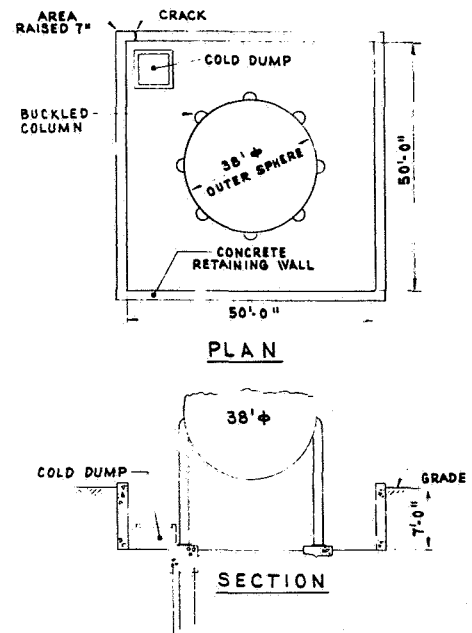 AREA
RAISED 7"
CRACK
COLD DUMP
BUCKLED
COLUMN
38'ϕ
OUTER SPHERE
50'-0"
CONCRETE
RETAINING WALL
50'-0"
PLAN
38'ϕ
COLD DUMP
GRADE
7'-0"
SECTION